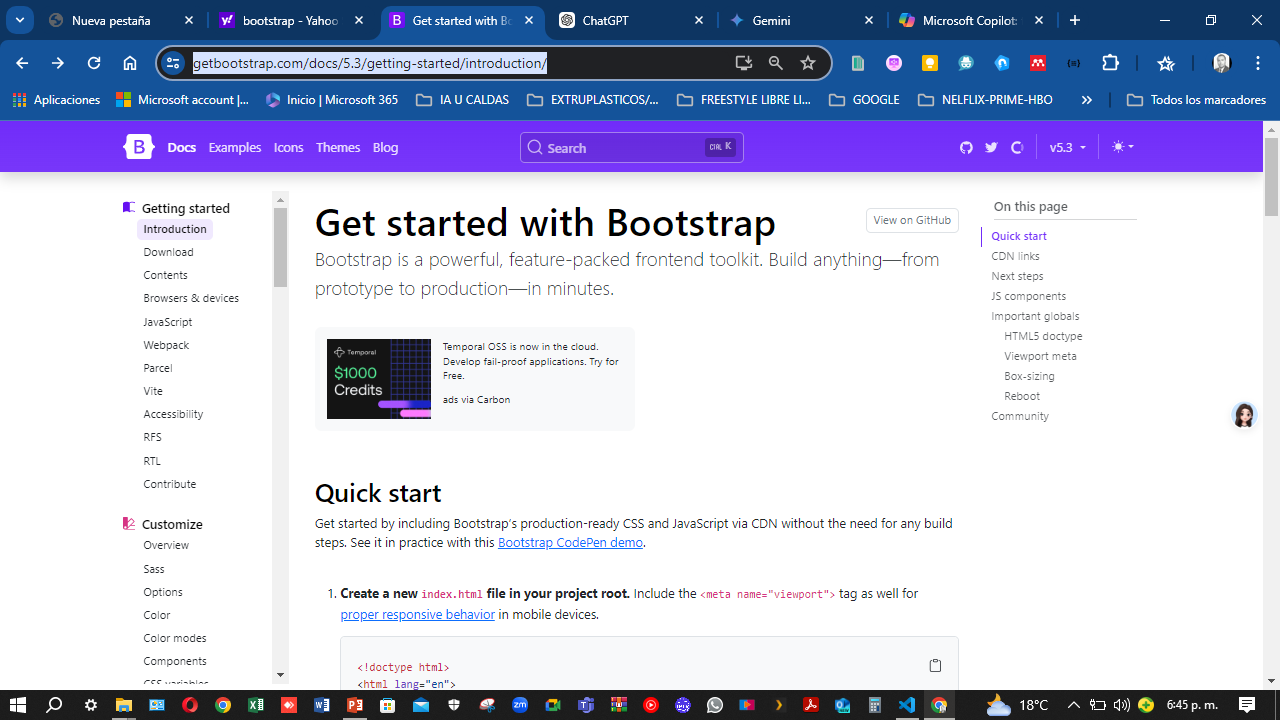 Nueva pestaña
bootstrap - Yahoo
Get started with Bo
ChatGPT
Gemini
Microsoft Copilot:
getbootstrap.com/docs/5.3/getting-started/introduction/
Aplicaciones
Microsoft account |...
Inicio | Microsoft 365
IA U CALDAS
EXTRUPLASTICOS/...
FREESTYLE LIBRE LI...
GOOGLE
NELFLIX-PRIME-HBO
Todos los marcadores
B
Docs
Examples
Icons
Themes
Blog
Search
CTRL K
v5.3
Getting started
Introduction
Download
Contents
Browsers & devices
JavaScript
Webpack
Parcel
Vite
Accessibility
RFS
RTL
Contribute
Customize
Overview
Sass
Options
Color
Color modes
Components
CSS variables
Get started with Bootstrap
View on GitHub
Bootstrap is a powerful, feature-packed frontend toolkit. Build anything—from
prototype to production—in minutes.
Temporal
$1000
Credits
Temporal OSS is now in the cloud.
Develop fail-proof applications. Try for
Free.
ads via Carbon
Quick start
Get started by including Bootstrap's production-ready CSS and JavaScript via CDN without the need for any build
steps. See it in practice with this Bootstrap CodePen demo.
1. Create a new index.html file in your project root. Include the <meta name="viewport"> tag as well for
proper responsive behavior in mobile devices.
<!doctype html>
<html lang="en">
On this page
Quick start
CDN links
Next steps
JS components
Important globals
HTML5 doctype
Viewport meta
Box-sizing
Reboot
Community
18°C
6:45 p. m.